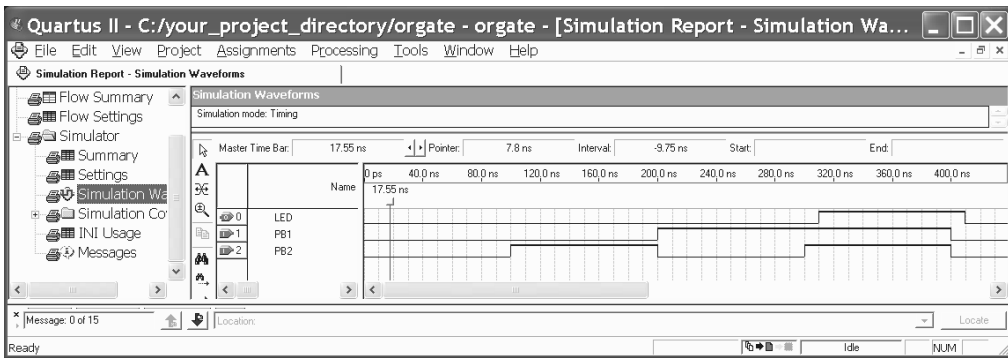 Quartus II - C:/your_project_directory/orgate - orgate - [Simulation Report - Simulation Wa...
File Edit View Project Assignments Processing Tools Window Help
Simulation Report - Simulation Waveforms
Flow Summary
Flow Settings
Simulator
Summary
Settings
Simulation Wa
Simulation Co
INI Usage
Messages
Simulation Waveforms
Simulation mode: Timing
Master Time Bar: 17.55 ns Pointer: 7.8 ns Interval: -9.75 ns Start: End:
A
Name
0 ps 40.0 ns 80.0 ns 120.0 ns 160.0 ns 200.0 ns 240.0 ns 280.0 ns 320.0 ns 360.0 ns 400.0 ns
17.55 ns
0 LED
1 PB1
2 PB2
Message: 0 of 15 Location: Locate
Ready Idle NUM